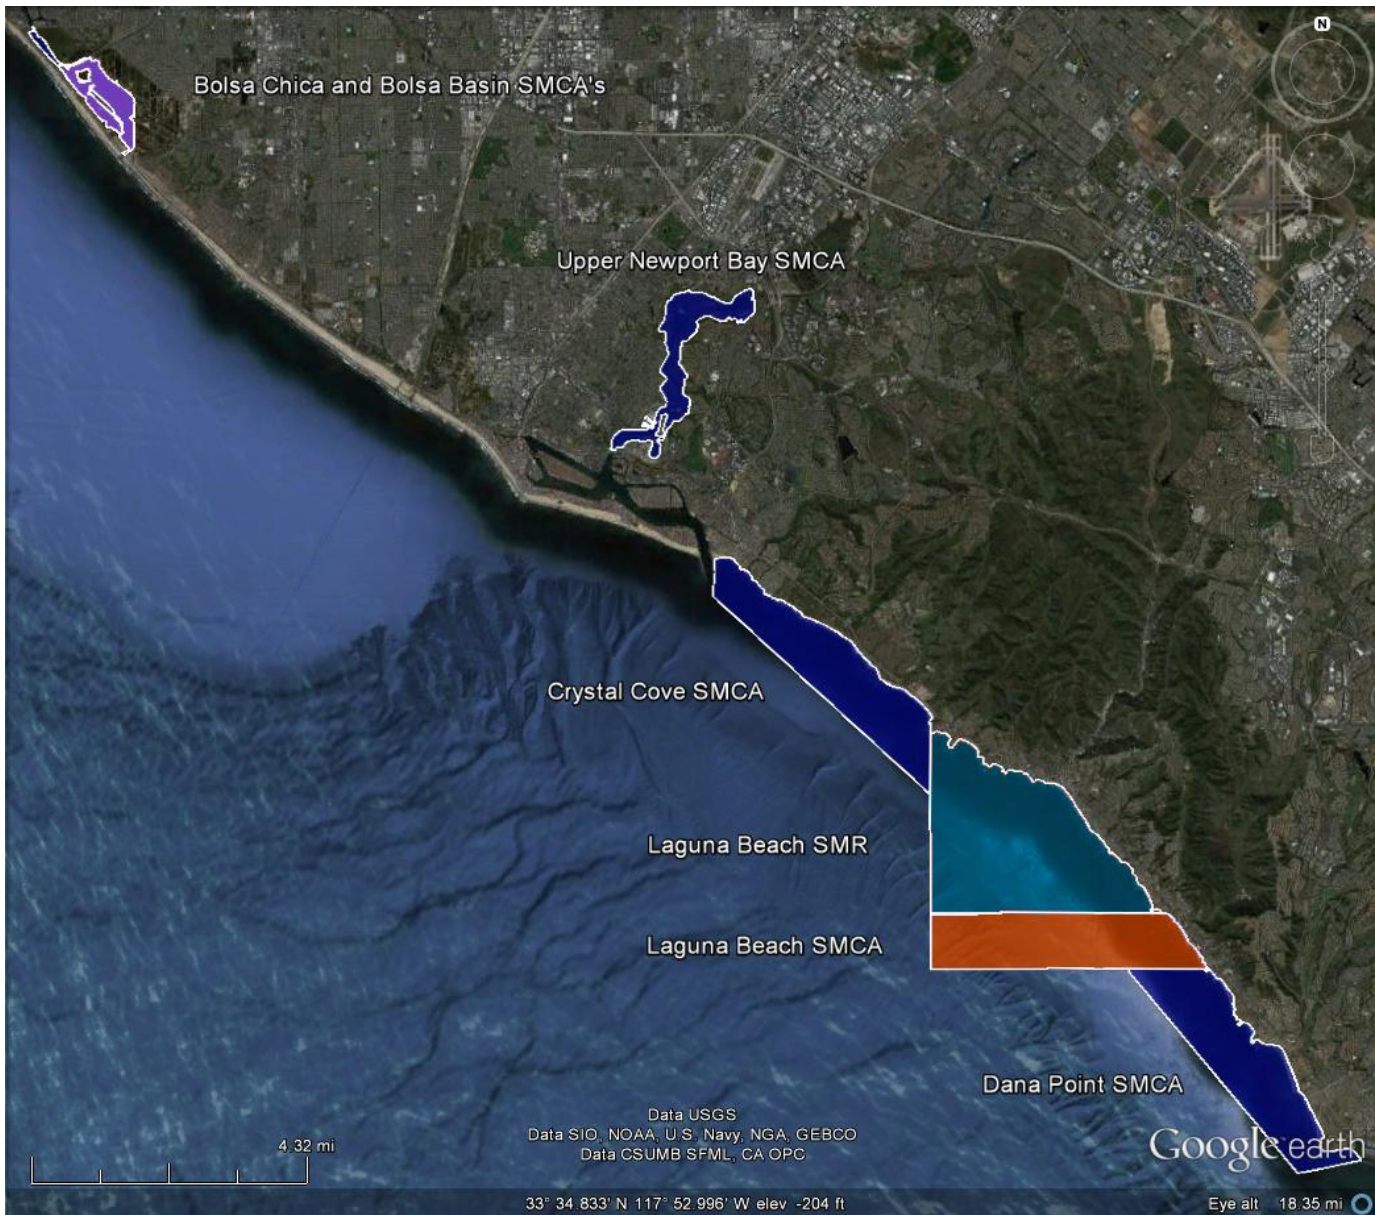 N
Bolsa Chica and Bolsa Basin SMCA's
Upper Newport Bay SMCA
Crystal Cove SMCA
Laguna Beach SMR
Laguna Beach SMCA
Dana Point SMCA
Data USGS
Data SIO, NOAA, U.S. Navy, NGA, GEBCO
Data CSUMB SFML, CA OPC
Google earth
4.32 mi
33° 34.833' N 117° 52.996' W elev -204 ft
Eye alt 18.35 mi